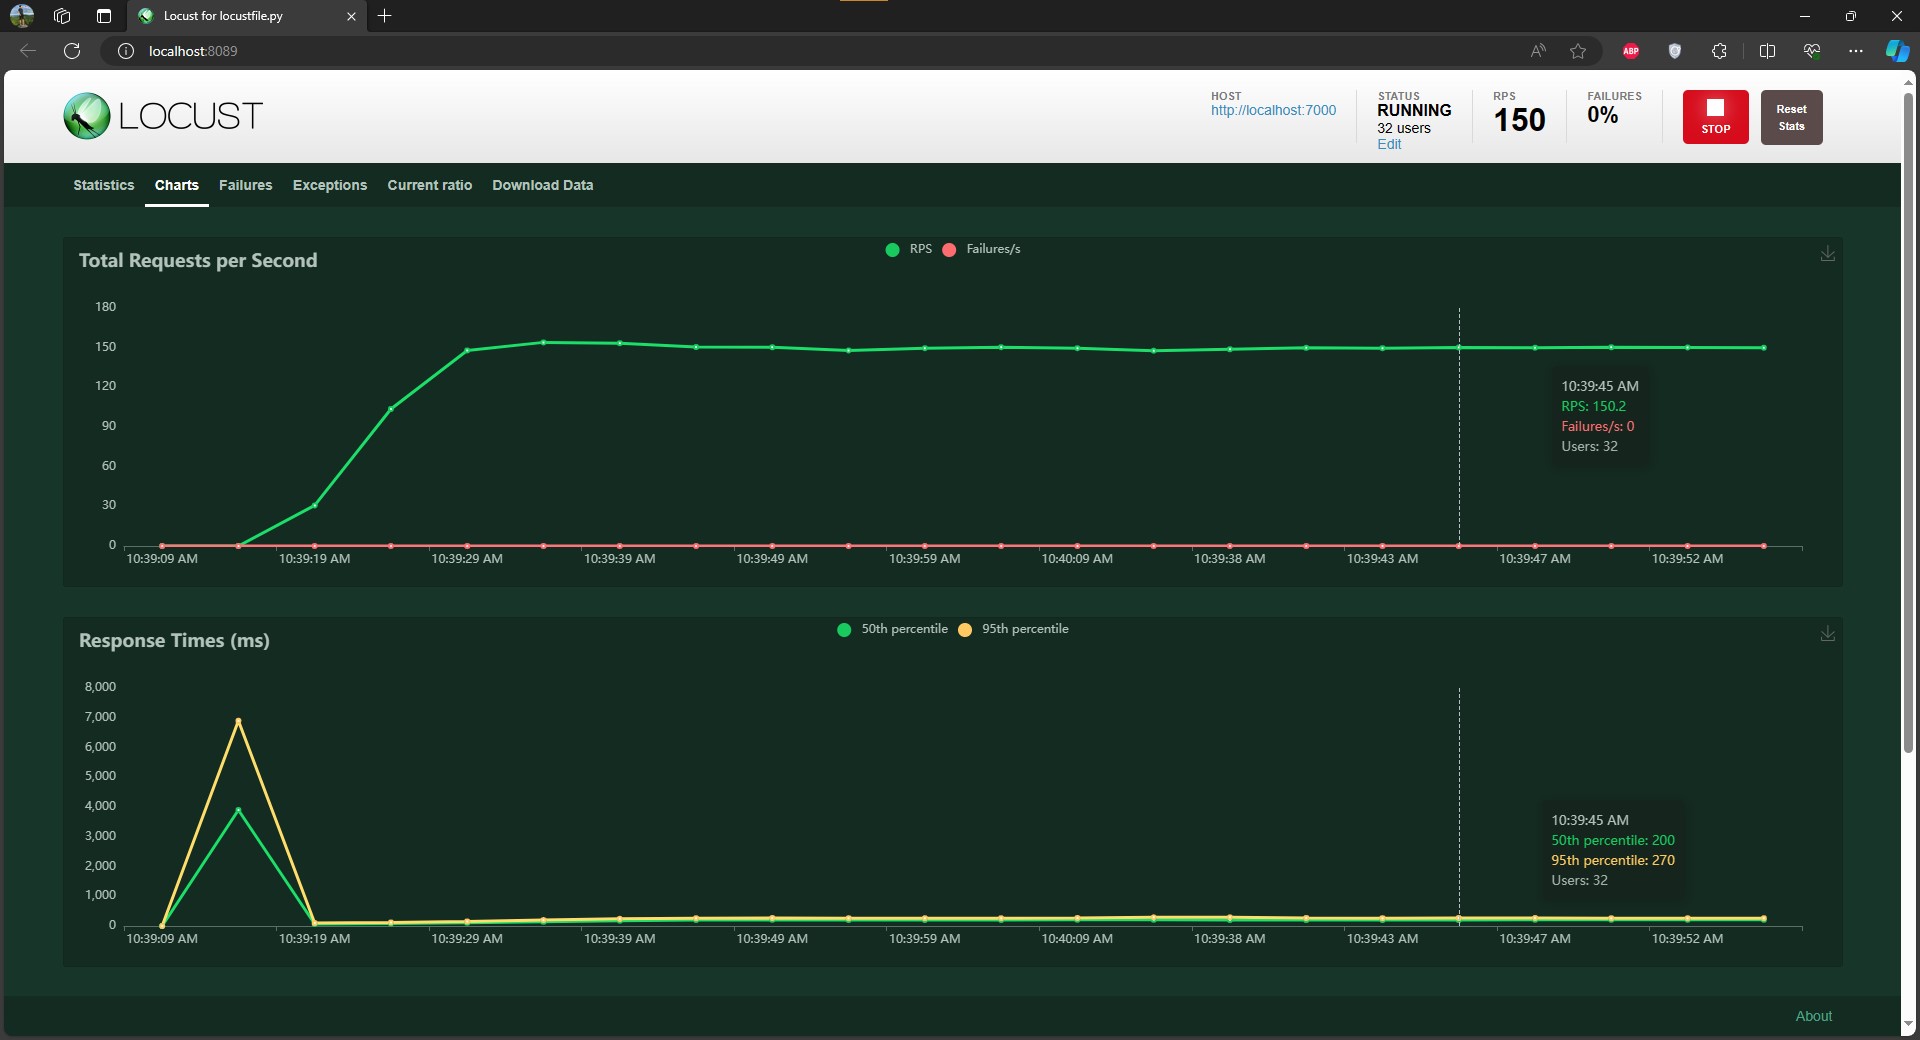 Locust for locustfile.py
localhost:8089
ABP
LOCUST
HOST
http://localhost:7000
STATUS
RUNNING
32 users
Edit
RPS
150
FAILURES
0%
STOP
Reset
Stats
Statistics Charts Failures Exceptions Current ratio Download Data
Total Requests per Second
RPS Failures/s
180
150
120
90
60
30
0
10:39:09 AM 10:39:19 AM 10:39:29 AM 10:39:39 AM 10:39:49 AM 10:39:59 AM 10:40:09 AM 10:39:38 AM 10:39:43 AM 10:39:47 AM 10:39:52 AM
10:39:45 AM
RPS: 150.2
Failures/s: 0
Users: 32
Response Times (ms)
50th percentile 95th percentile
8,000
7,000
6,000
5,000
4,000
3,000
2,000
1,000
0
10:39:09 AM 10:39:19 AM 10:39:29 AM 10:39:39 AM 10:39:49 AM 10:39:59 AM 10:40:09 AM 10:39:38 AM 10:39:43 AM 10:39:47 AM 10:39:52 AM
10:39:45 AM
50th percentile: 200
95th percentile: 270
Users: 32
About